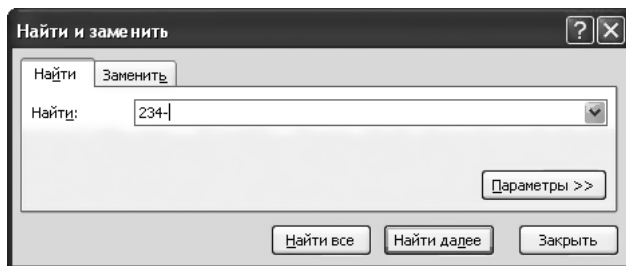 Найти и заменить
Найти Заменить
Найти: 234-
Параметры >>
Найти все Найти далее Закрыть